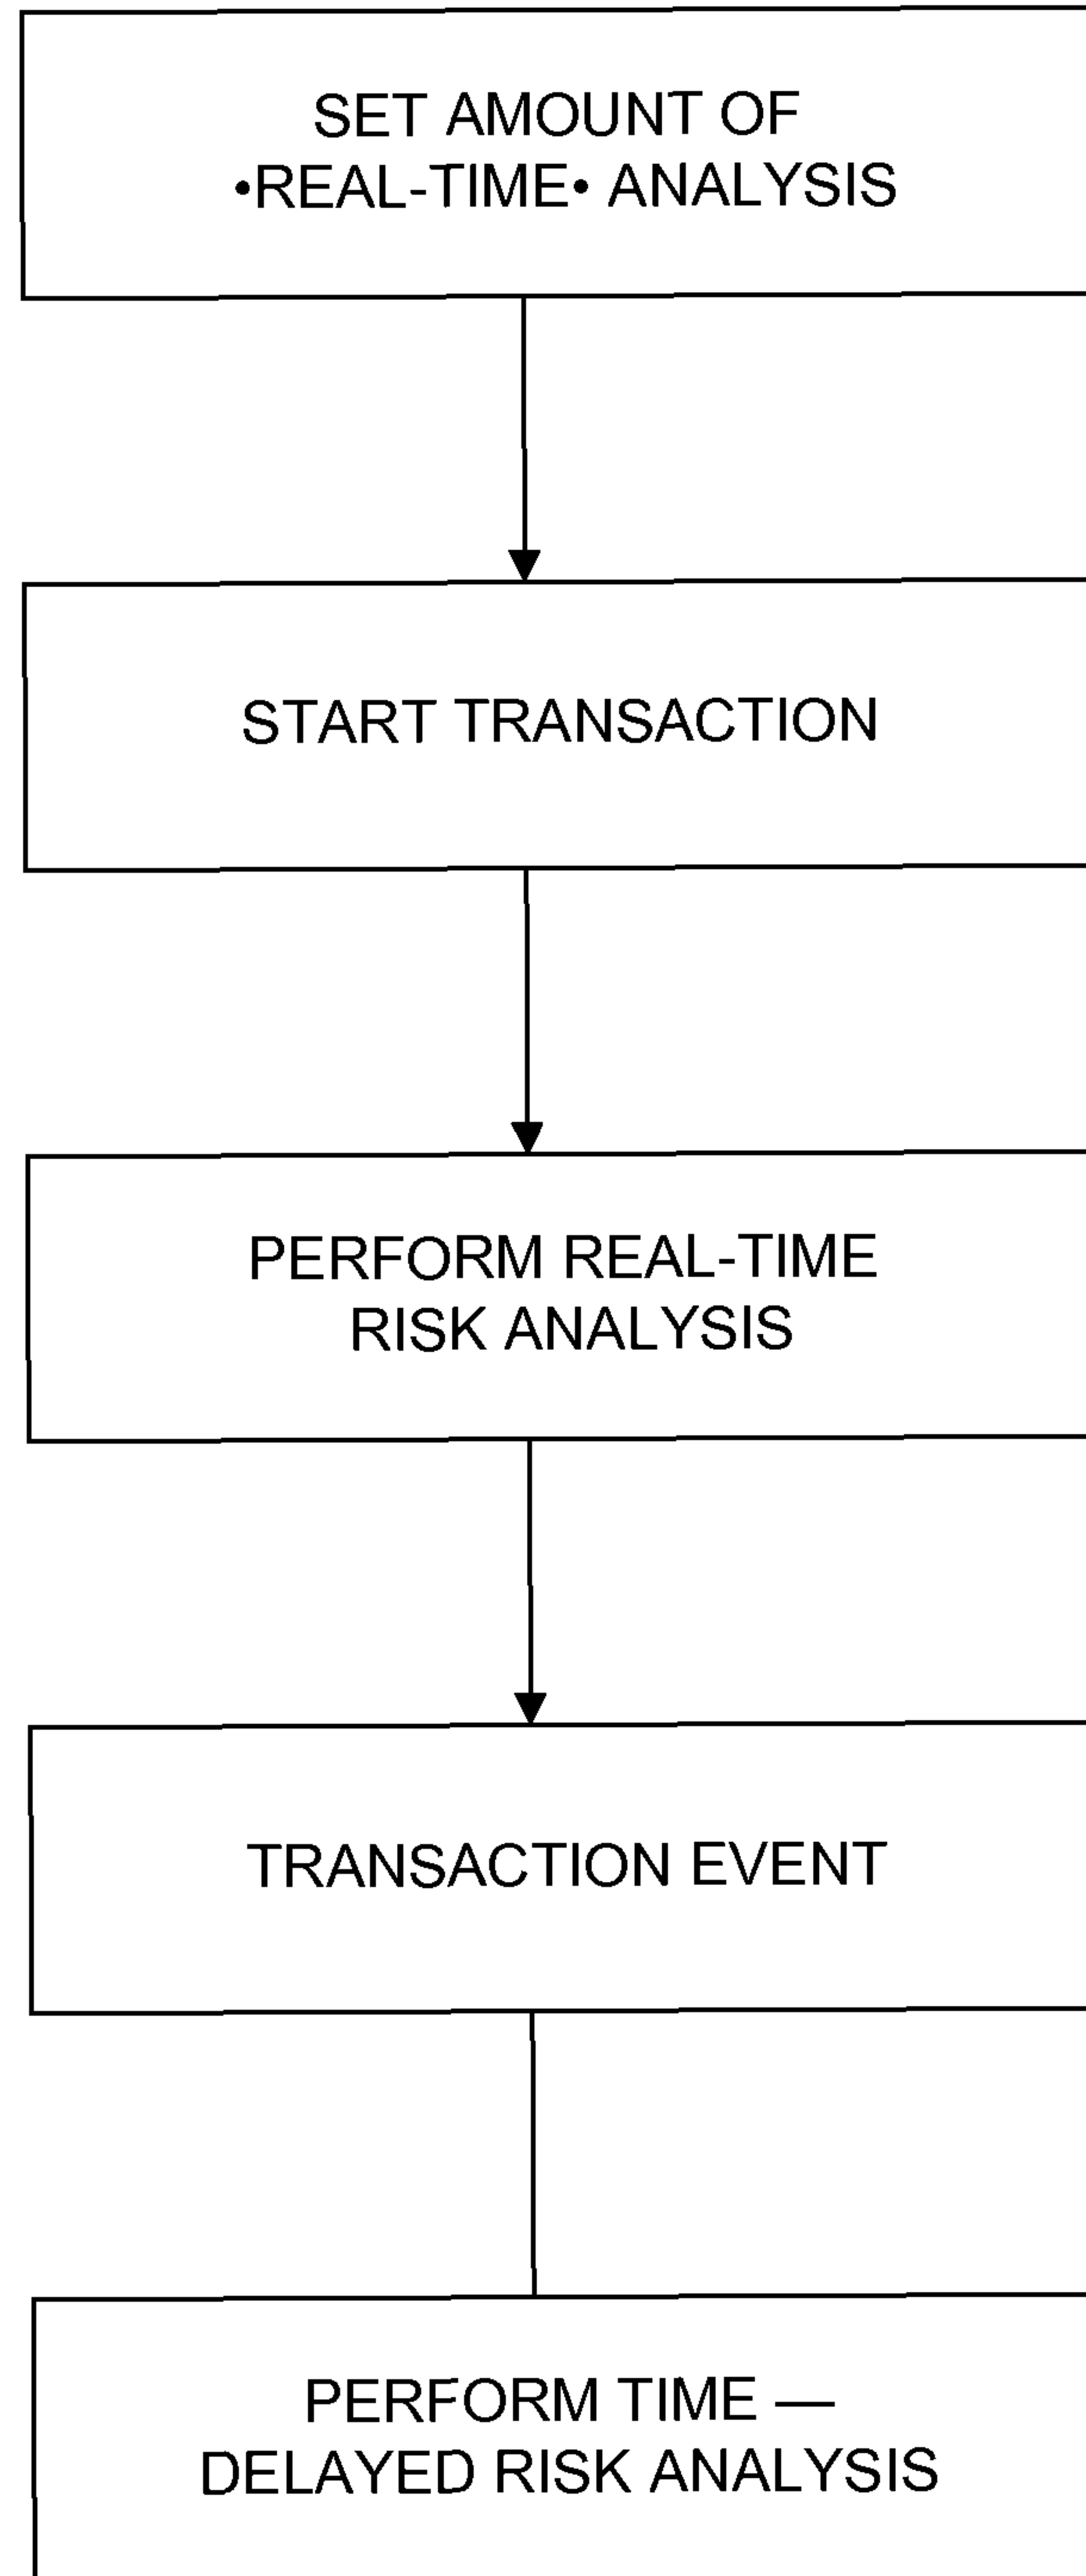 SET AMOUNT OF
•REAL-TIME• ANALYSIS
START TRANSACTION
PERFORM REAL-TIME
RISK ANALYSIS
TRANSACTION EVENT
PERFORM TIME —
DELAYED RISK ANALYSIS